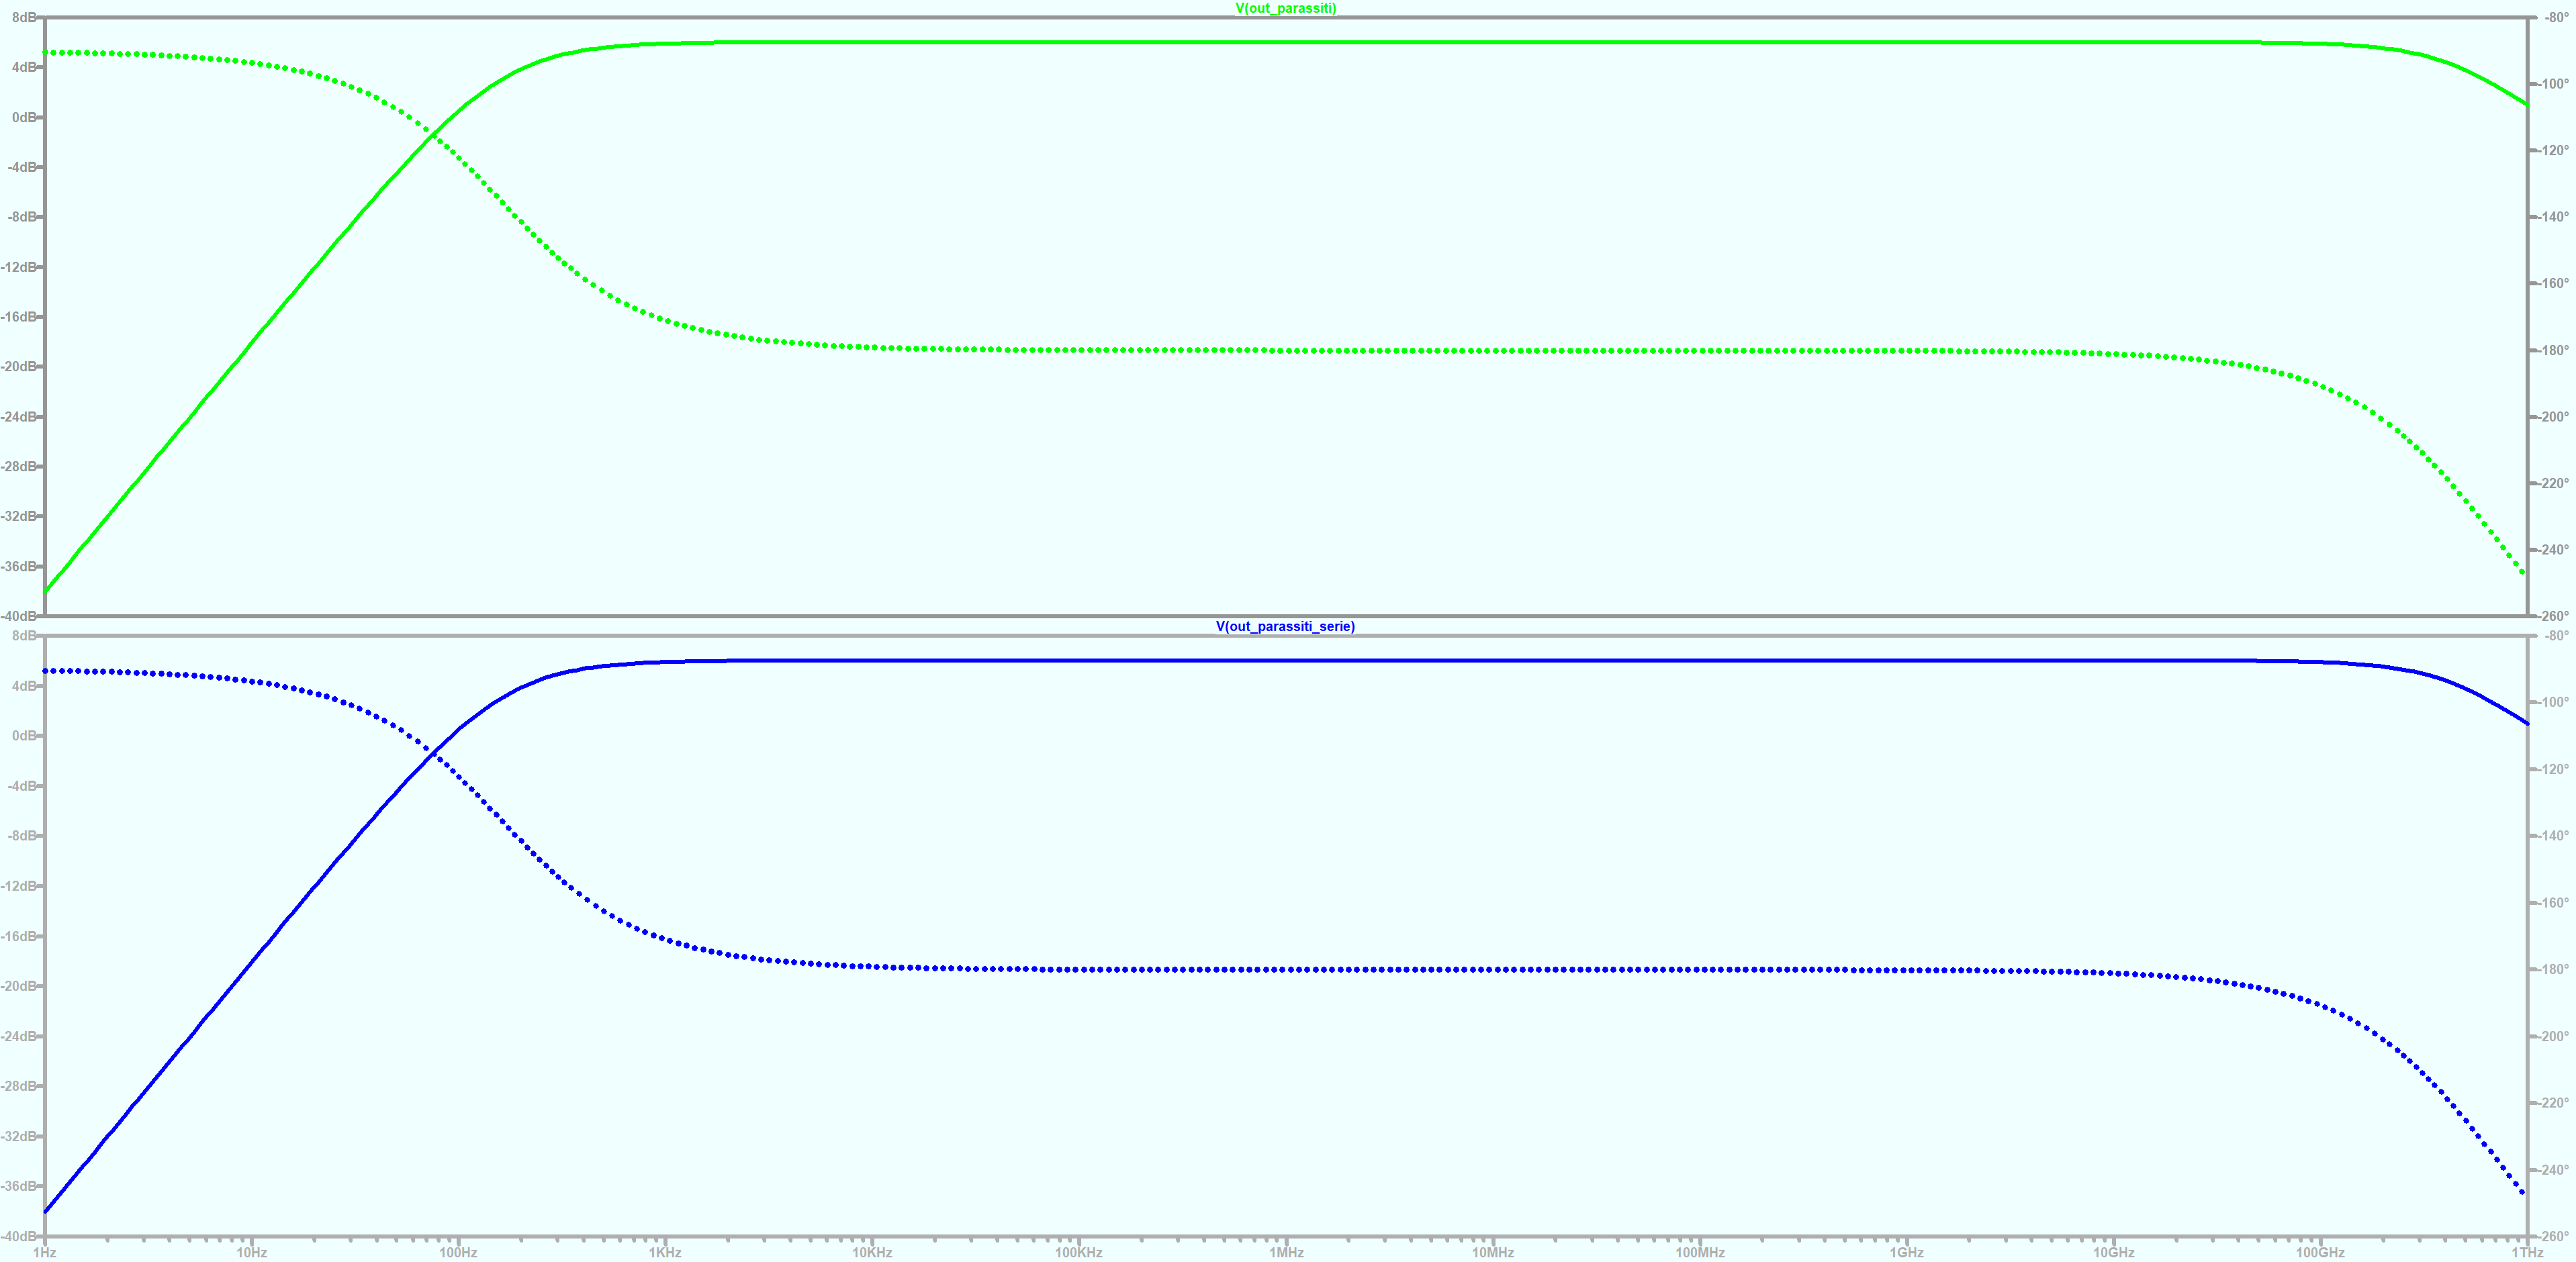 V(out_parassiti)
8dB
4dB
0dB
-4dB
-8dB
-12dB
-16dB
-20dB
-24dB
-28dB
-32dB
-36dB
-40dB
-80°
-100°
-120°
-140°
-160°
-180°
-200°
-220°
-240°
-260°
V(out_parassiti_serie)
8dB
4dB
0dB
-4dB
-8dB
-12dB
-16dB
-20dB
-24dB
-28dB
-32dB
-36dB
-40dB
-80°
-100°
-120°
-140°
-160°
-180°
-200°
-220°
-240°
-260°
1Hz 10Hz 100Hz 1KHz 10KHz 100KHz 1MHz 10MHz 100MHz 1GHz 10GHz 100GHz 1THz